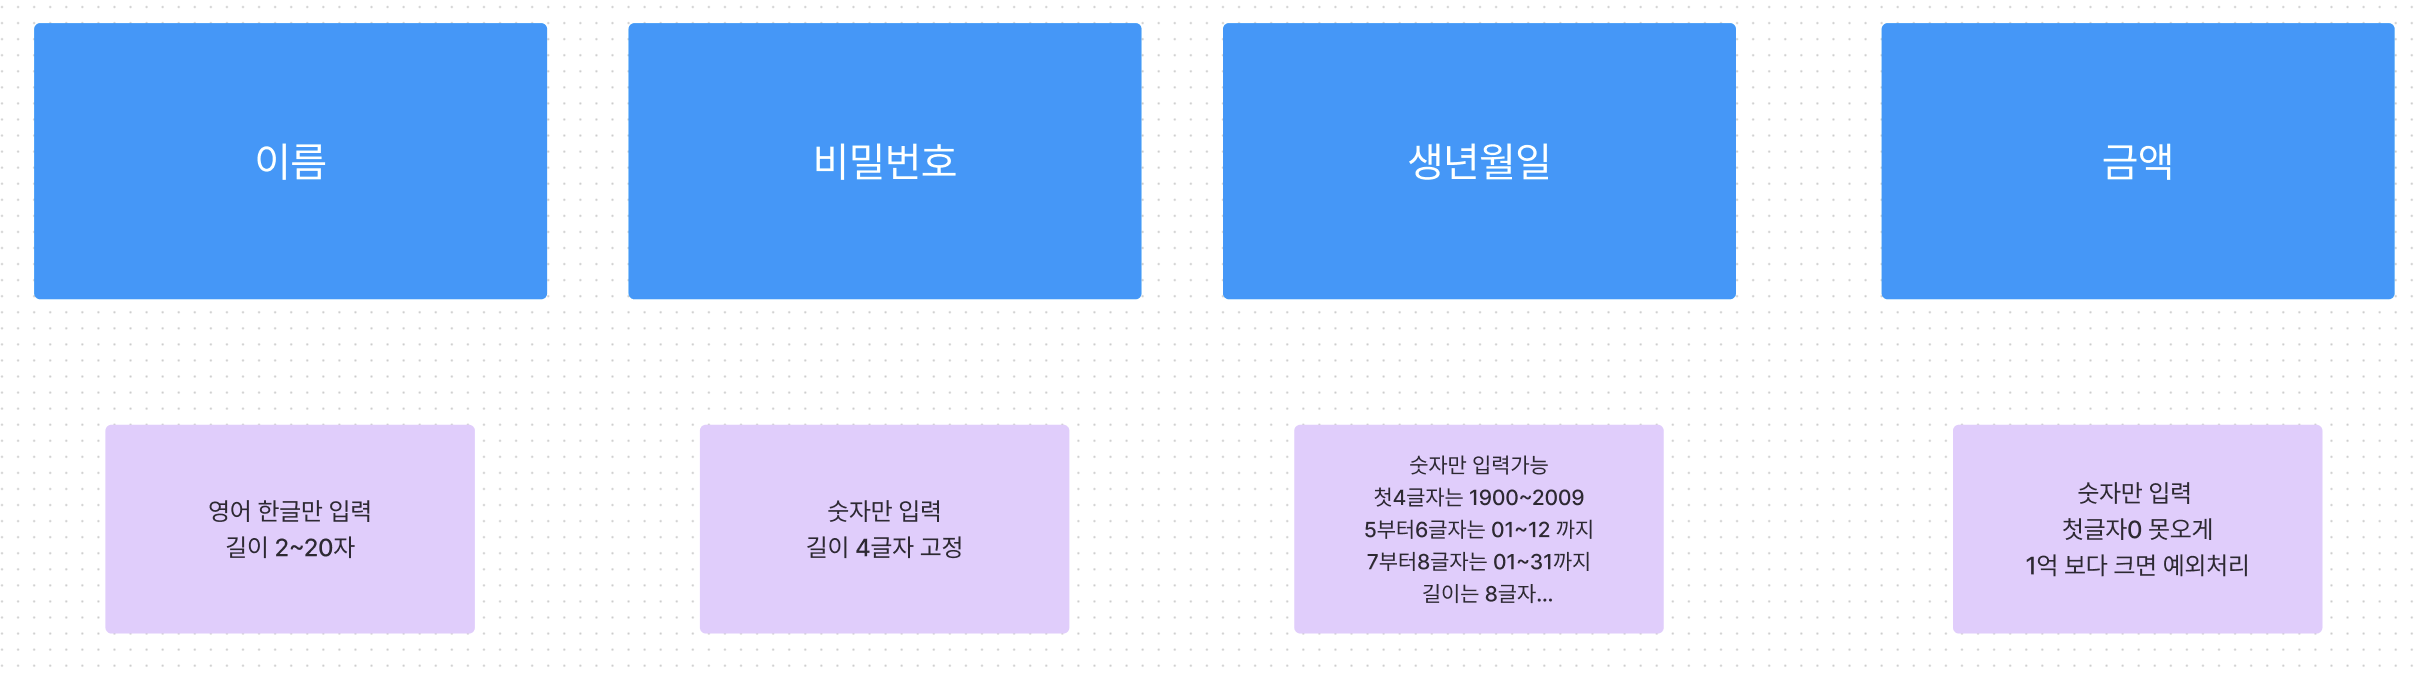 이름
비밀번호
생년월일
금액
영어 한글만 입력
길이 2~20자
숫자만 입력
길이 4글자 고정
숫자만 입력가능
첫4글자는 1900~2009
5부터6글자는 01~12 까지
7부터8글자는 01~31까지
길이는 8글자...
숫자만 입력
첫글자0 못오게
1억 보다 크면 예외처리